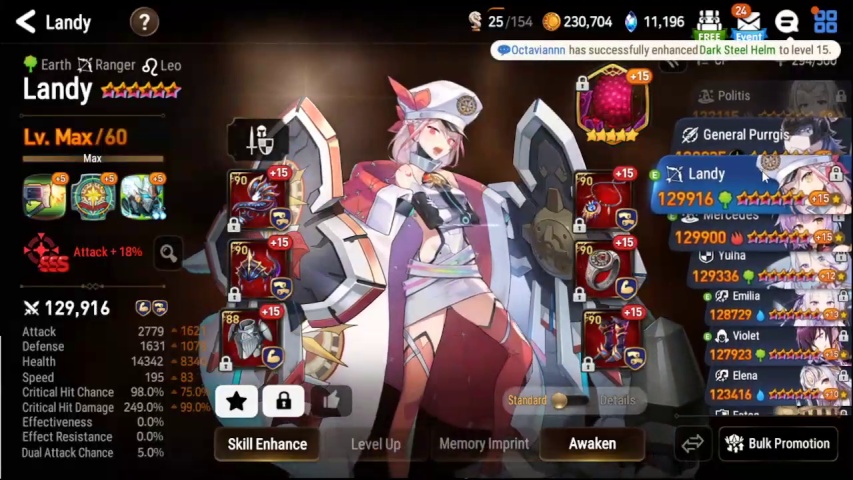 Landy
?
25/154
230,704
11,196
FREE
24
Event
Octaviannn has successfully enhanced Dark Steel Helm to level 15.
Earth Ranger Leo
Landy
Lv. Max/60
Max
+5
+5
+5
SSS
Attack + 18%
129,916
Attack 2779
Defense 1631
Health 14342
Speed 195 83
Critical Hit Chance 98.0% 75.0%
Critical Hit Damage 249.0% 99.0%
Effectiveness 0.0%
Effect Resistance 0.0%
Dual Attack Chance 5.0%
90 +15
90 +15
88 +15
+15
90 +15
90 +15
90 +15
Standard
Details
Skill Enhance
Level Up
Memory Imprint
Awaken
Bulk Promotion
Politis
General Purrgis
E
Landy
129916
+15
Mercedes
129900
+15
Yulha
129336
+12
E
Emilia
128729
E
Violet
127923
E
Elena
123416